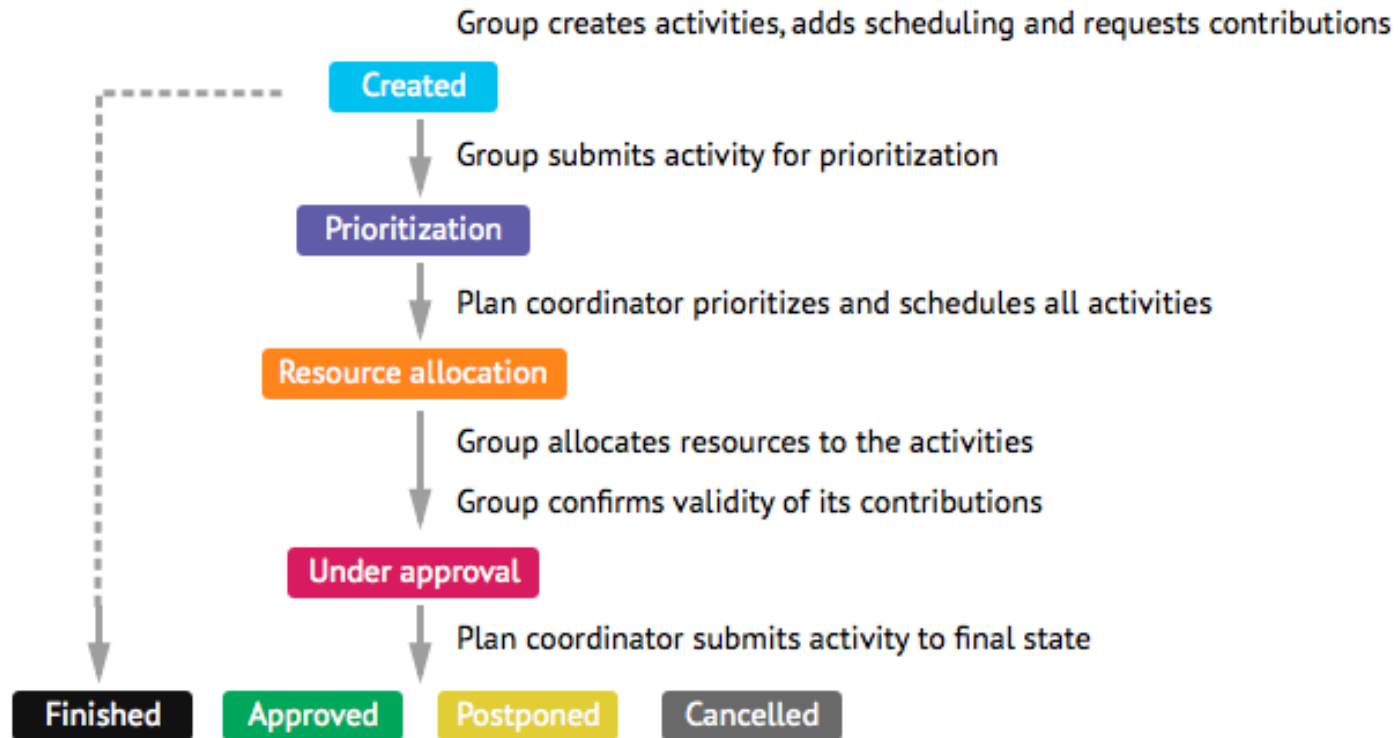 Group creates activities, adds scheduling and requests contributions
Created
Group submits activity for prioritization
Prioritization
Plan coordinator prioritizes and schedules all activities
Resource allocation
Group allocates resources to the activities
Group confirms validity of its contributions
Under approval
Plan coordinator submits activity to final state
Finished
Approved
Postponed
Cancelled